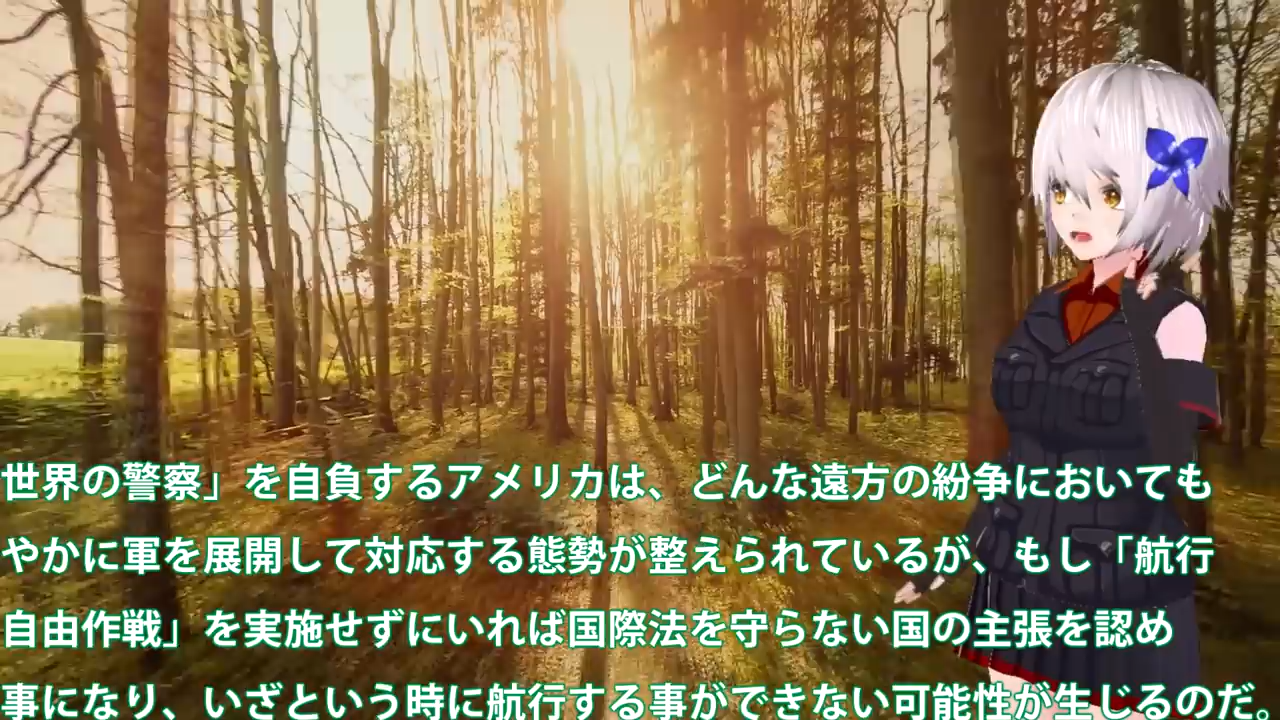 世界の警察」を自負するアメリカは、どんな遠方の紛争においても
やかに軍を展開して対応する態勢が整えられているが、もし「航行
自由作戦」を実施せずにいれば国際法を守らない国の主張を認め
事になり、いざという時に航行する事ができない可能性が生じるのだ。